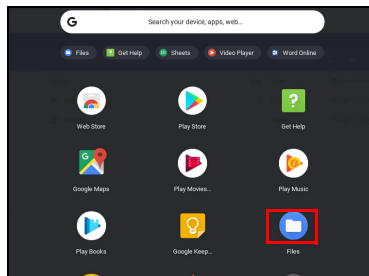 Search your device, apps, web...
Files Get Help Sheets Video Player Word Online
Web Store Play Store Get Help
Google Maps Play Movies... Play Music
Play Books Google Keep... Files